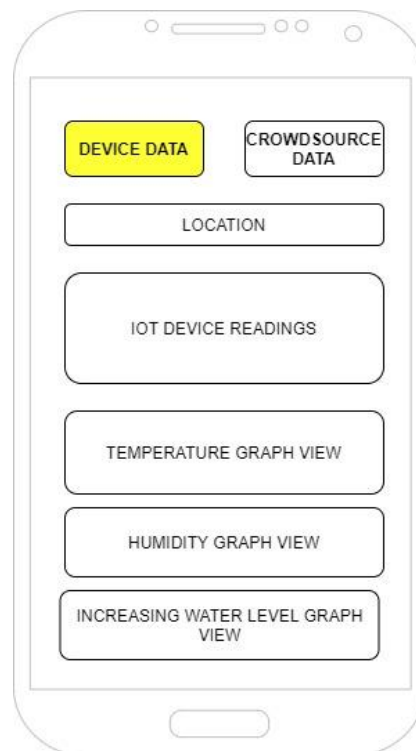 DEVICE DATA
CROWDSOURCE
DATA
LOCATION
IOT DEVICE READINGS
TEMPERATURE GRAPH VIEW
HUMIDITY GRAPH VIEW
INCREASING WATER LEVEL GRAPH
VIEW